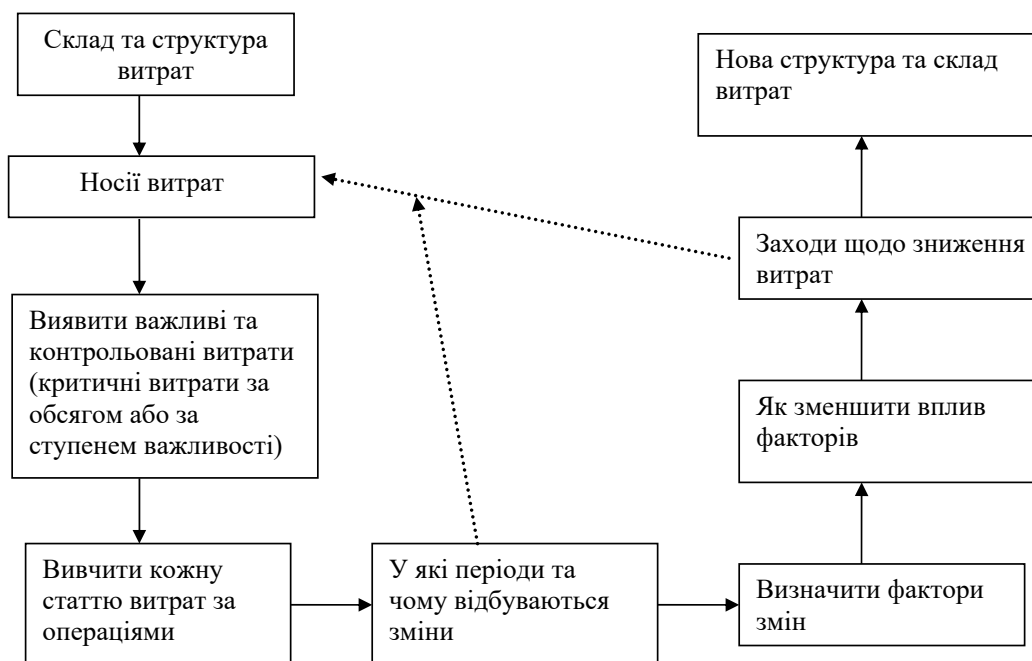 Склад та структура
витрат
Носії витрат
Виявити важливі та
контрольовані витрати
(критичні витрати за
обсягом або за
ступенем важливості)
Вивчити кожну
статтю витрат за
операціями
У які періоди та
чому відбуваються
зміни
Визначити фактори
змін
Як зменшити вплив
факторів
Заходи щодо зниження
витрат
Нова структура та склад
витрат